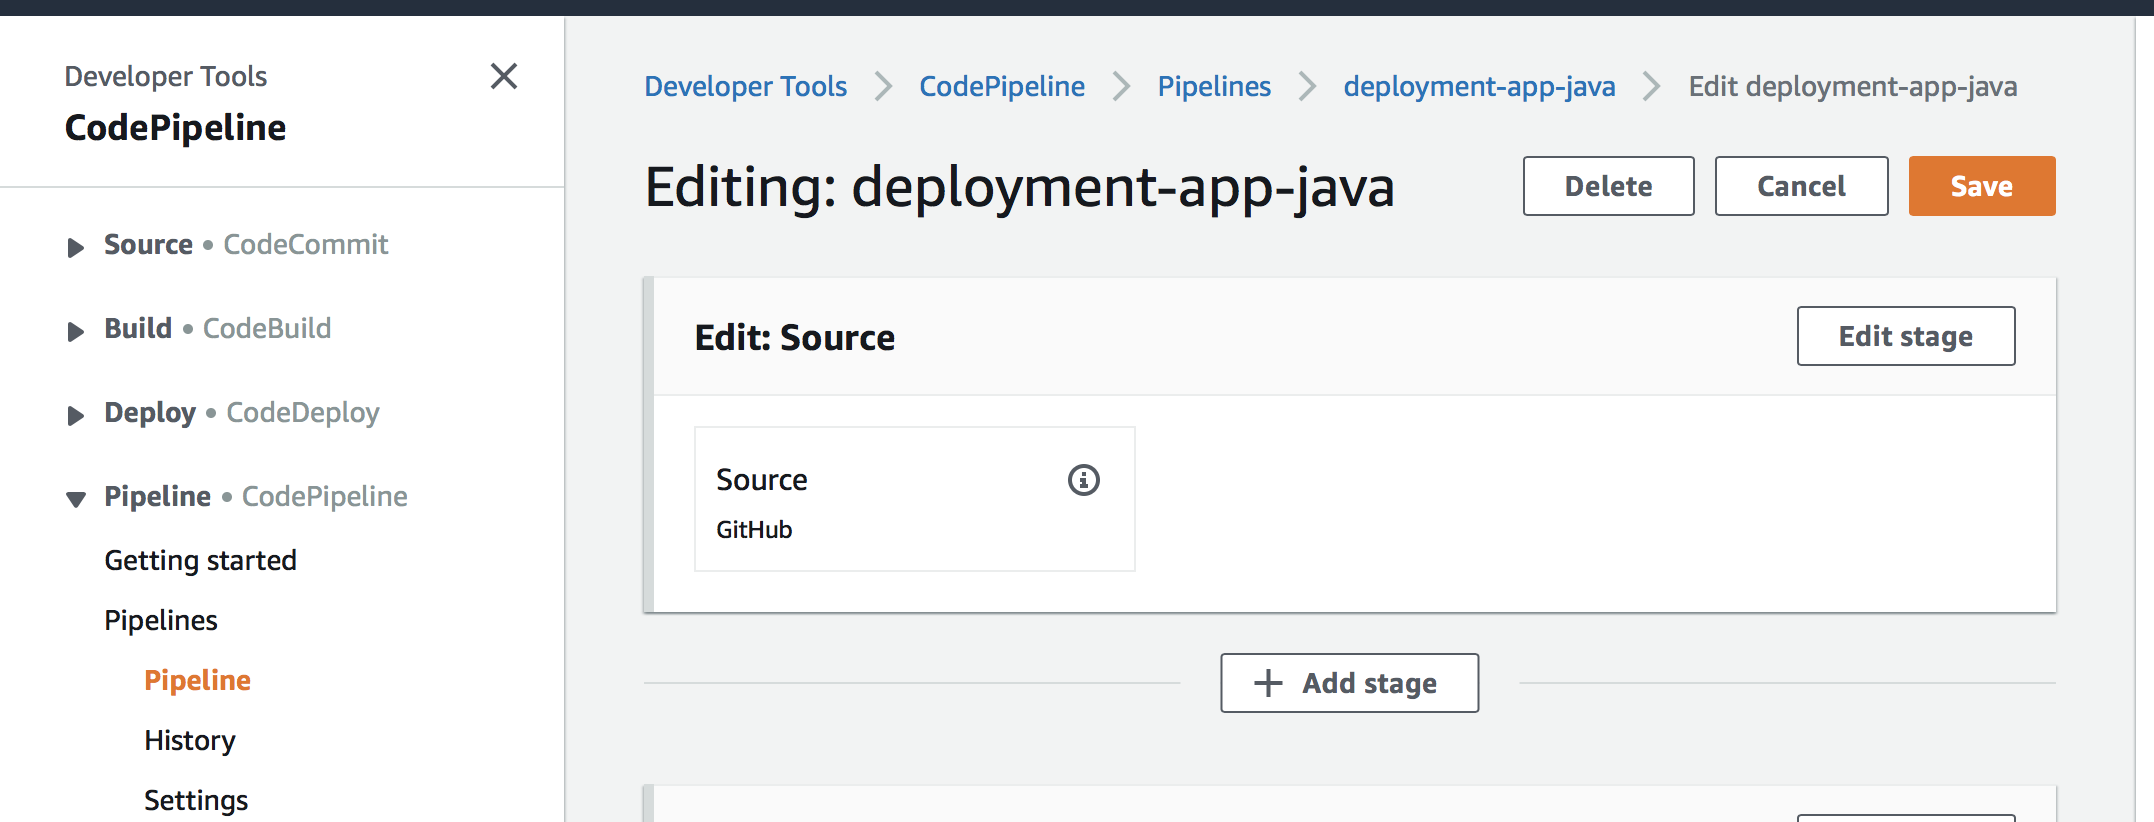 Developer Tools
CodePipeline
Source • CodeCommit
Build • CodeBuild
Deploy • CodeDeploy
Pipeline • CodePipeline
Getting started
Pipelines
Pipeline
History
Settings
Developer Tools > CodePipeline > Pipelines > deployment-app-java > Edit deployment-app-java
Editing: deployment-app-java
Delete
Cancel
Save
Edit: Source
Edit stage
Source
GitHub
+ Add stage